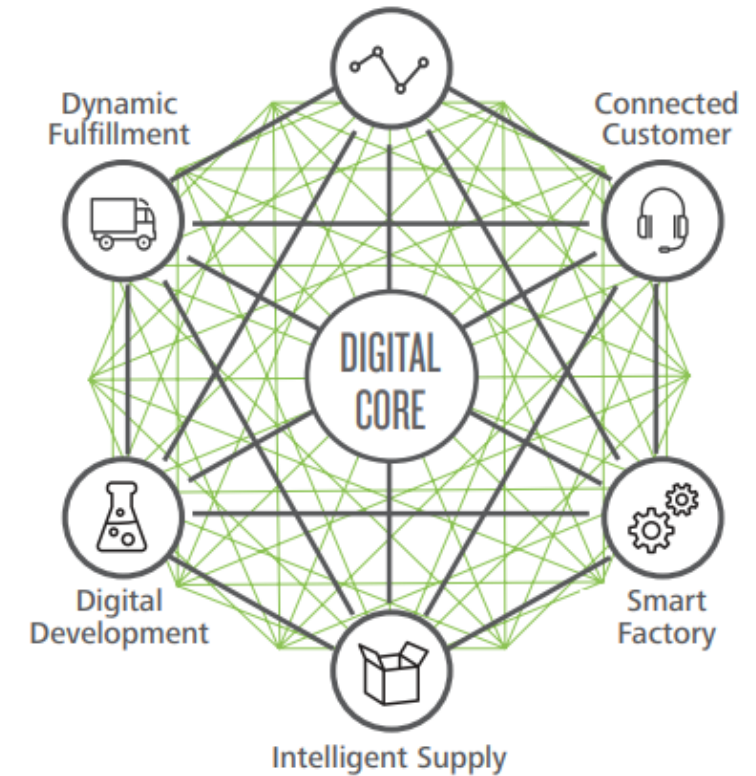 Dynamic
Fulfillment
Connected
Customer
DIGITAL
CORE
Digital
Development
Smart
Factory
Intelligent Supply